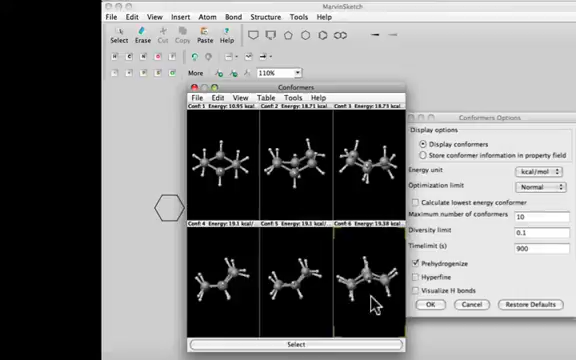 MarvinSketch
File Edit View Insert Atom Bond Structure Tools Help
Select Erase Cut Copy Paste Help
More 110%
Conformers
File Edit View Table Tools Help
Conf: 1 Energy: 10.95 kcal/ Conf: 2 Energy: 18.71 kcal/ Conf: 3 Energy: 18.73 kcal/
Conf: 4 Energy: 19.1 kcal/ Conf: 5 Energy: 19.3 kcal/ Conf: 6 Energy: 19.38 kcal/
Select
Conformers Options
Display options
Display conformers
Store conformer information in property field
Energy unit kcal/mol
Optimization limit Normal
Calculate lowest energy conformer
Maximum number of conformers 10
Diversity limit 0.1
Timelimit (s) 900
Prehydrogenize
Hyperfine
Visualize H bonds
OK Cancel Restore Defaults